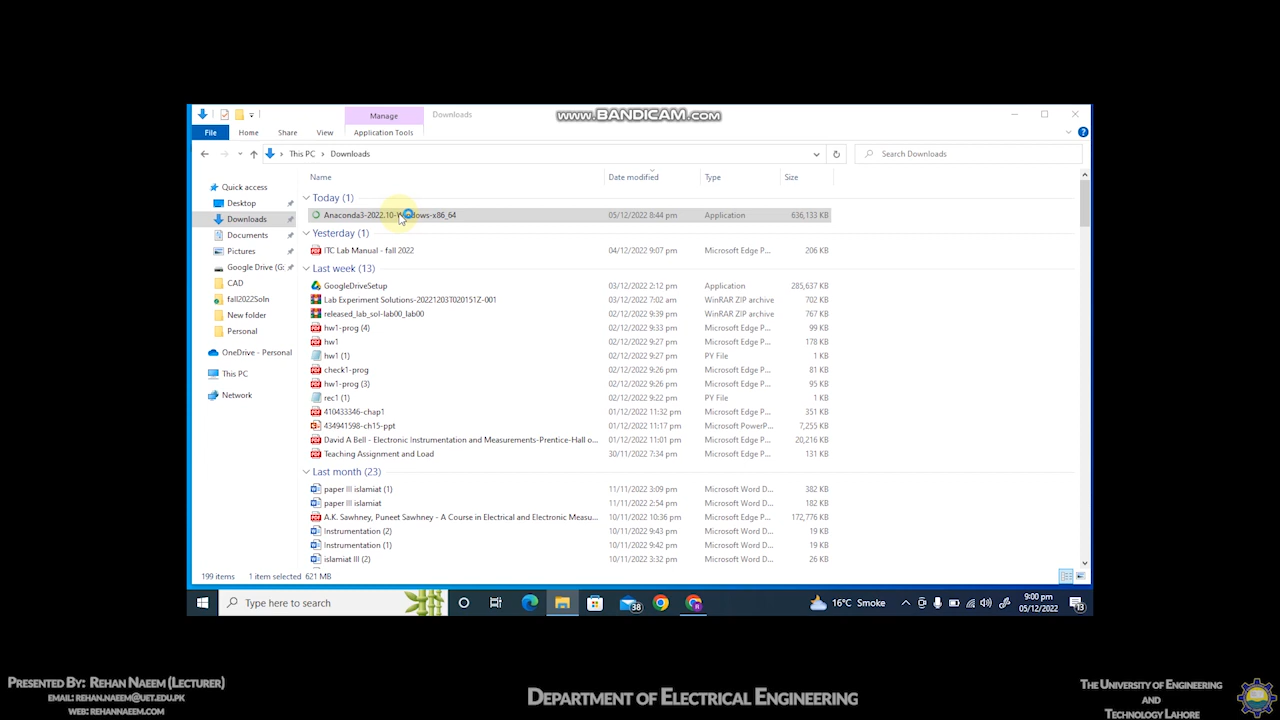 Manage
Downloads
www.BANDICAM.com
File
Home
Share
View
Application Tools
This PC
Downloads
Search Downloads
Name
Date modified
Type
Size
Quick access
Desktop
Downloads
Documents
Pictures
Google Drive (G:
CAD
fall2022Soln
New folder
Personal
OneDrive - Personal
This PC
Network
Today (1)
Anaconda3-2022.10-Windows-x86_64 05/12/2022 8:44 pm Application 636,133 KB
Yesterday (1)
ITC Lab Manual - fall 2022 04/12/2022 9:07 pm Microsoft Edge P... 206 KB
Last week (13)
GoogleDriveSetup 03/12/2022 2:12 pm Application 285,637 KB
Lab Experiment Solutions-20221203T020151Z-001 03/12/2022 7:02 am WinRAR ZIP archive 702 KB
released_lab_sol-lab00_lab00 02/12/2022 9:39 pm WinRAR ZIP archive 767 KB
hw1-prog (4) 02/12/2022 9:33 pm Microsoft Edge P... 99 KB
hw1 02/12/2022 9:27 pm Microsoft Edge P... 178 KB
hw1 (1) 02/12/2022 9:27 pm PY File 1 KB
check1-prog 02/12/2022 9:26 pm Microsoft Edge P... 81 KB
hw1-prog (3) 02/12/2022 9:26 pm Microsoft Edge P... 95 KB
rec1 (1) 02/12/2022 9:22 pm PY File 1 KB
410433346-chap1 01/12/2022 11:32 pm Microsoft Edge P... 351 KB
434941598-ch15-ppt 01/12/2022 11:17 pm Microsoft PowerP... 7,255 KB
David A Bell - Electronic Instrumentation and Measurements-Prentice-Hall o... 01/12/2022 11:01 pm Microsoft Edge P... 20,216 KB
Teaching Assignment and Load 30/11/2022 7:34 pm Microsoft Edge P... 131 KB
Last month (23)
paper III islamiat (1) 11/11/2022 3:09 pm Microsoft Word D... 382 KB
paper III islamiat 11/11/2022 2:54 pm Microsoft Word D... 182 KB
A.K. Sawhney, Puneet Sawhney - A Course in Electrical and Electronic Measu... 10/11/2022 10:36 pm Microsoft Edge P... 172,776 KB
Instrumentation (2) 10/11/2022 9:43 pm Microsoft Word D... 19 KB
Instrumentation (1) 10/11/2022 9:42 pm Microsoft Word D... 19 KB
islamiat III (2) 10/11/2022 3:32 pm Microsoft Word D... 26 KB
199 items 1 item selected 621 MB
Type here to search
38
16°C Smoke
9:00 pm
05/12/2022
13
Presented By: Rehan Naeem (Lecturer)
email: rehan.naeem@uet.edu.pk
web: rehannaeem.com
Department of Electrical Engineering
The University of Engineering
and
Technology Lahore